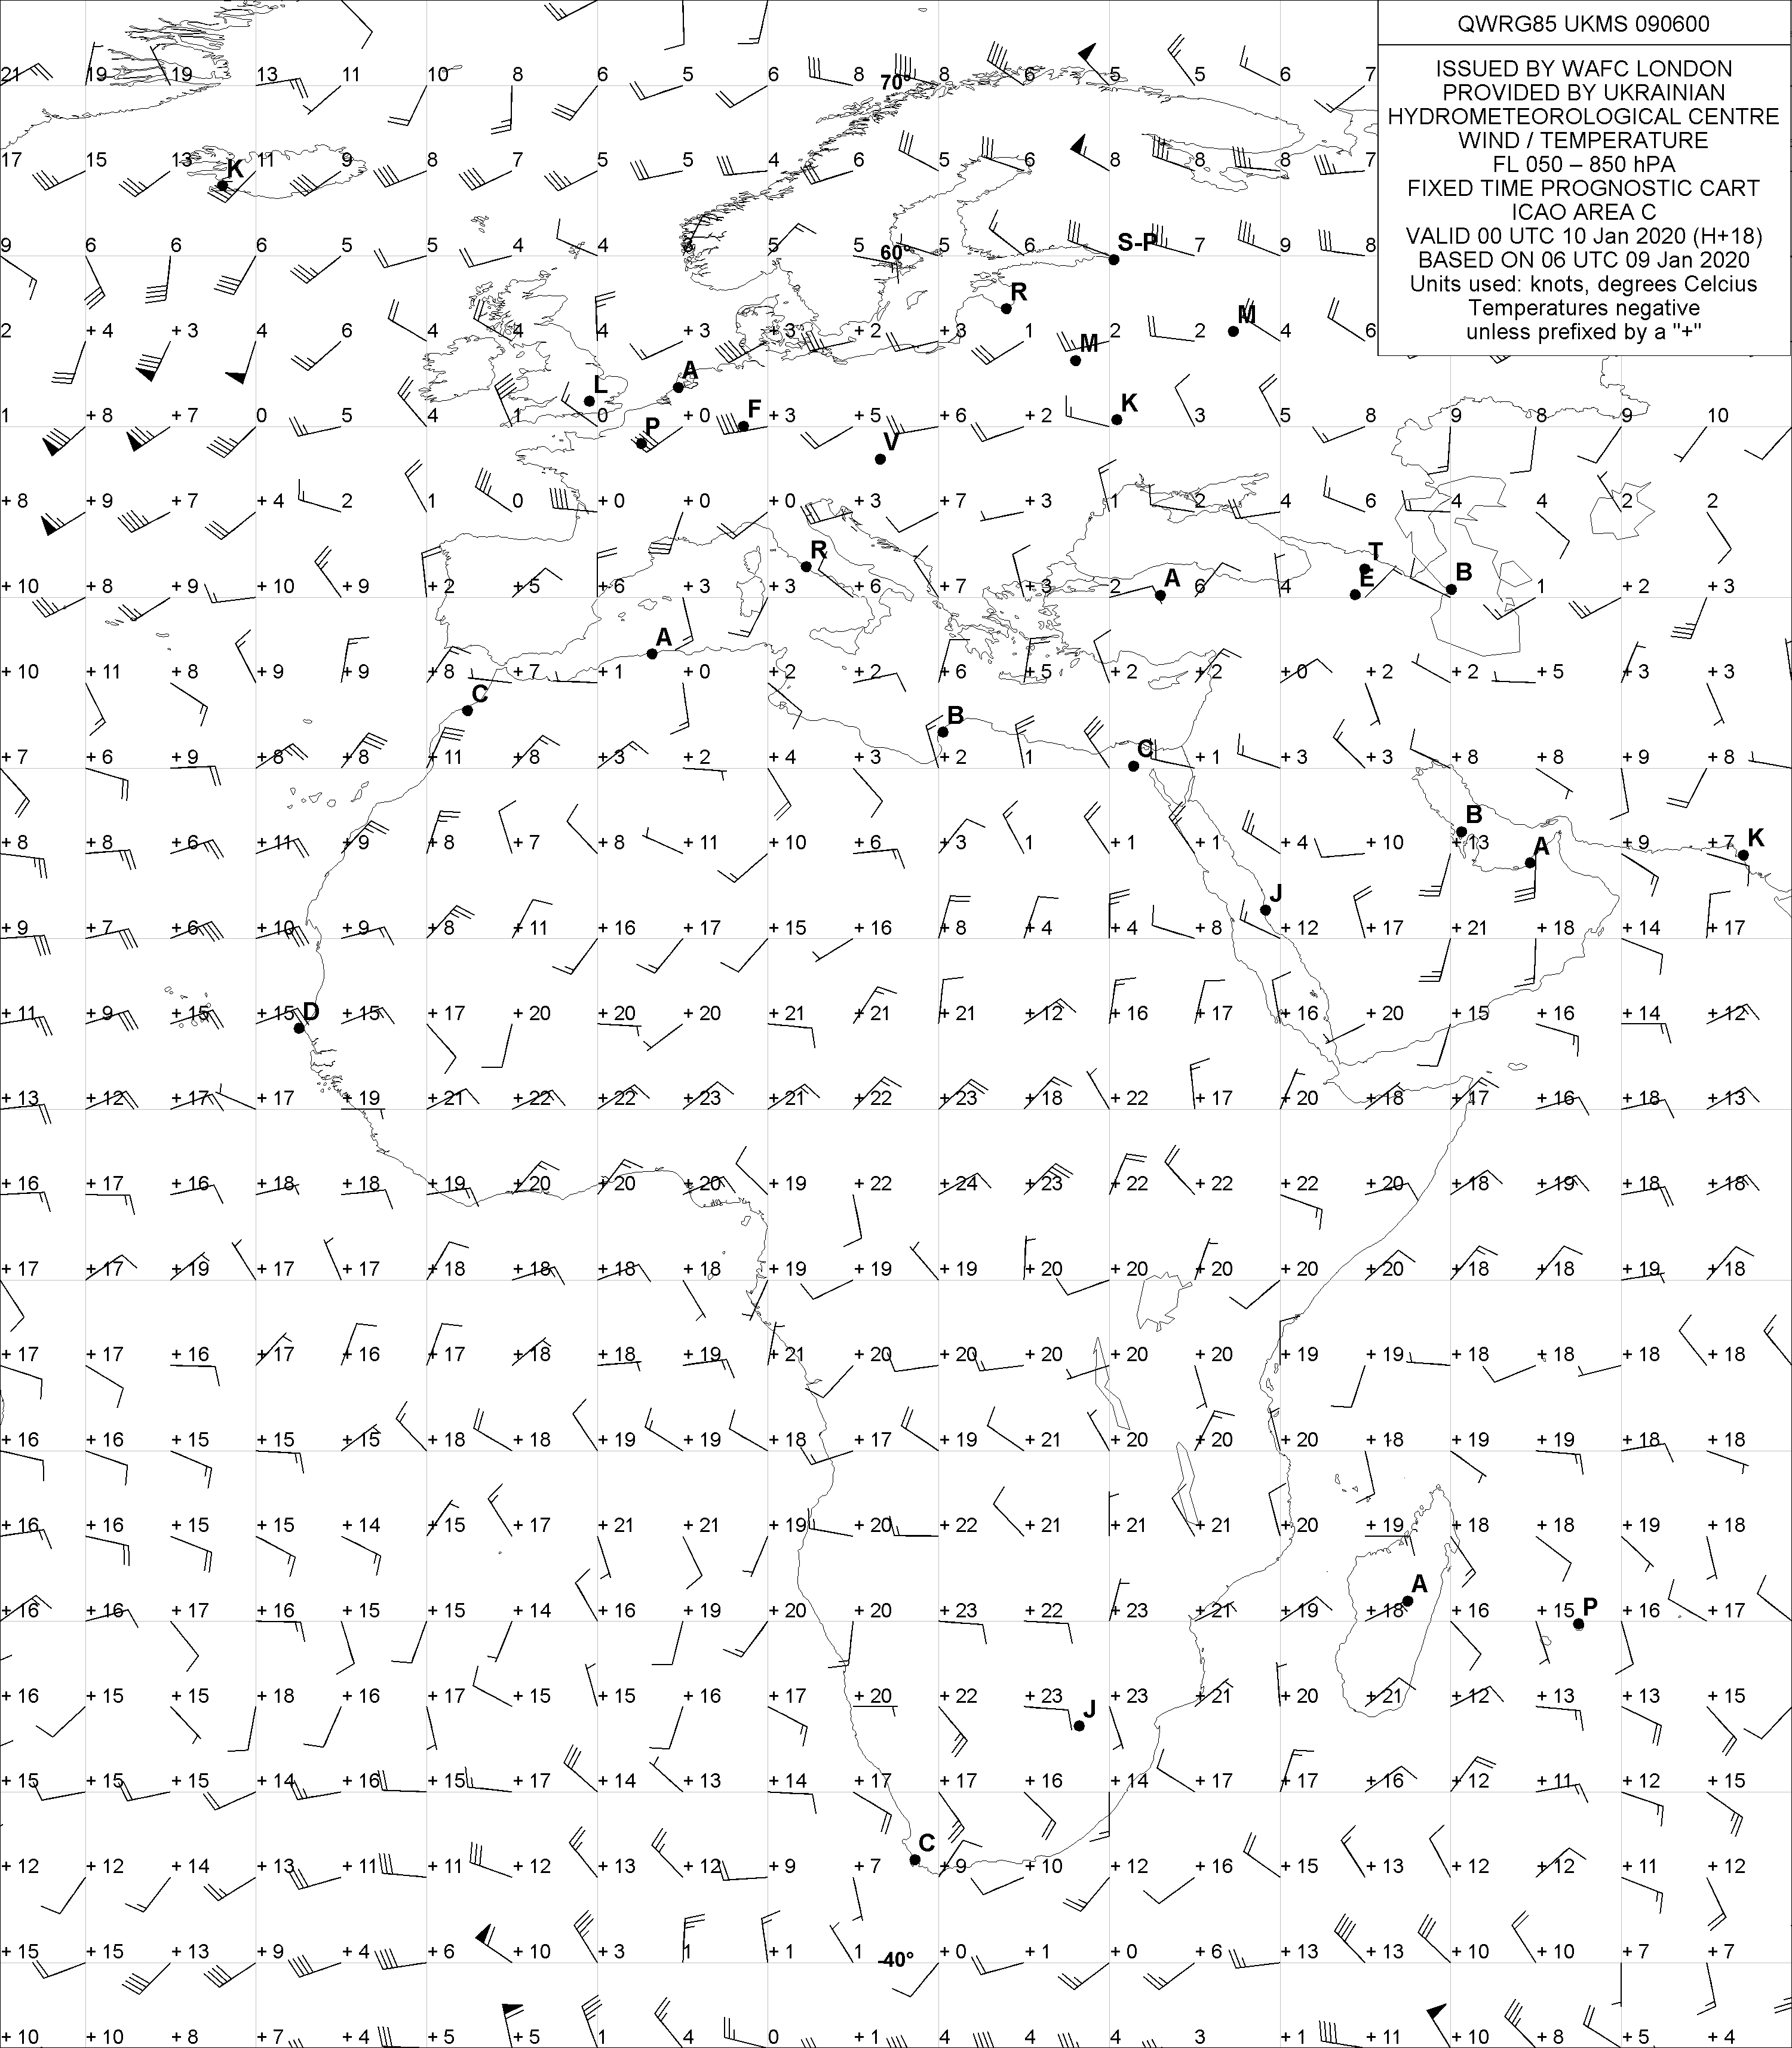 QWRG85 UKMS 090600
ISSUED BY WAFC LONDON
PROVIDED BY UKRAINIAN
HYDROMETEOROLOGICAL CENTRE
WIND / TEMPERATURE
FL 050 – 850 hPA
FIXED TIME PROGNOSTIC CART
ICAO AREA C
VALID 00 UTC 10 Jan 2020 (H+18)
BASED ON 06 UTC 09 Jan 2020
Units used: knots, degrees Celcius
Temperatures negative
unless prefixed by a "+"
21 19 19 13 11 10 8 6 5 6 8 70° 8 6 5 5 6 7
17 15 13 K 11 9 8 7 5 5 4 6 5 6 8 8 8 7
9 6 6 6 5 5 4 4 3 5 5 60° 5 6 S-P 7 9 8
R
2 +4 +3 4 6 4 4 4 +3 +3 +2 +3 1 M 2 2 M 4 6
L A
1 +8 +7 0 5 4 1 0 P +0 F +3 +5 V +6 +2 K 3 5 8 9 8 9 10
+8 +9 +7 +4 2 1 0 +0 +0 +0 +3 +7 +3 1 2 4 6 4 4 2 2
R T
+10 +8 +9 +10 +9 +2 +5 +6 +3 +3 +6 +7 +3 2 A 6 4 E B 1 +2 +3
A
+10 +11 +8 +9 +9 +8 +7 +1 +0 +2 +2 +6 +5 +2 +2 +0 +2 +2 +5 +3 +3
C B
+7 +6 +9 +8 +8 +11 +8 +3 +2 +4 +3 +2 1 C +1 +3 +3 +8 +8 +9 +8
B
+8 +8 +6 +11 +9 +8 +7 +8 +11 +10 +6 +3 1 +1 +1 +4 +10 +13 A +9 +7 K
J
+9 +7 +6 +10 +9 +8 +11 +16 +17 +15 +16 +8 +4 +4 +8 +12 +17 +21 +18 +14 +17
+11 +9 +15 +15 D +15 +17 +20 +20 +20 +21 +21 +21 +12 +16 +17 +16 +20 +15 +16 +14 +12
+13 +12 +17 +17 +19 +21 +22 +22 +23 +21 +22 +23 +18 +22 +17 +20 +18 +17 +16 +18 +13
+16 +17 +16 +18 +18 +19 +20 +20 +20 +19 +22 +24 +23 +22 +22 +22 +20 +18 +19 +18 +18
+17 +17 +19 +17 +17 +18 +18 +18 +18 +19 +19 +19 +20 +20 +20 +20 +20 +18 +18 +19 +18
+17 +17 +16 +17 +16 +17 +18 +18 +19 +21 +20 +20 +20 +20 +20 +19 +19 +18 +18 +18 +18
+16 +16 +15 +15 +15 +18 +18 +19 +19 +18 +17 +19 +21 +20 +20 +20 +18 +19 +19 +18 +18
+16 +16 +15 +15 +14 +15 +17 +21 +21 +19 +20 +22 +21 +21 +21 +20 +19 +18 +18 +19 +18
A
+16 +16 +17 +16 +15 +15 +14 +16 +19 +20 +20 +23 +22 +23 +21 +19 +18 +16 +15 P +16 +17
+16 +15 +15 +18 +16 +17 +15 +15 +16 +17 +20 +22 +23 J +23 +21 +20 +21 +12 +13 +13 +15
+15 +15 +15 +14 +16 +15 +17 +14 +13 +14 +17 +17 +16 +14 +17 +17 +16 +12 +11 +12 +15
C
+12 +12 +14 +13 +11 +11 +12 +13 +12 +9 +7 +9 +10 +12 +16 +15 +13 +12 +12 +11 +12
+15 +15 +13 +9 +4 +6 +10 +3 1 +1 1 -40° +0 +1 +0 +6 +13 +13 +10 +10 +7 +7
+10 +10 +8 +7 +4 +5 +5 1 4 0 +1 4 4 4 3 +1 +11 +10 +8 +5 +4